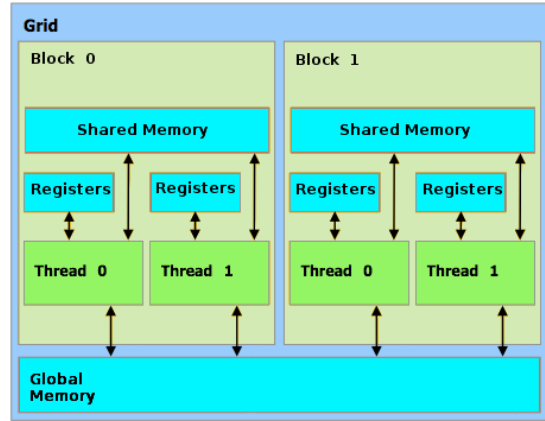 Grid
Block 0
Block 1
Shared Memory
Shared Memory
Registers
Registers
Registers
Registers
Thread 0
Thread 1
Thread 0
Thread 1
Global
Memory